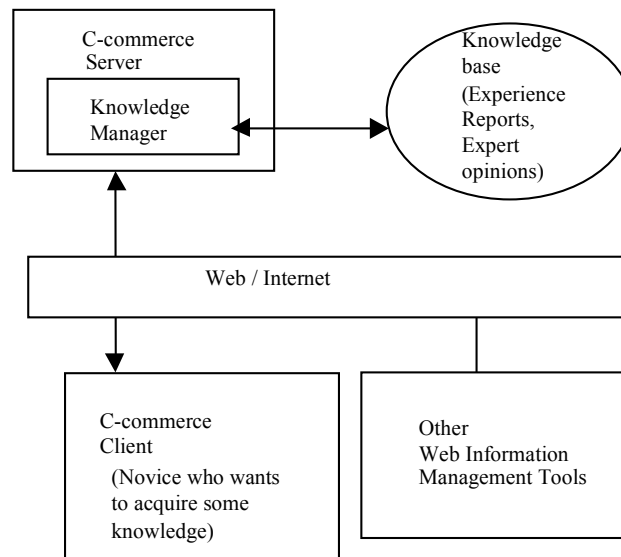 C-commerce
Server
Knowledge
Manager
Knowledge
base
(Experience
Reports,
Expert
opinions)
Web / Internet
C-commerce
Client
(Novice who wants
to acquire some
knowledge)
Other
Web Information
Management Tools